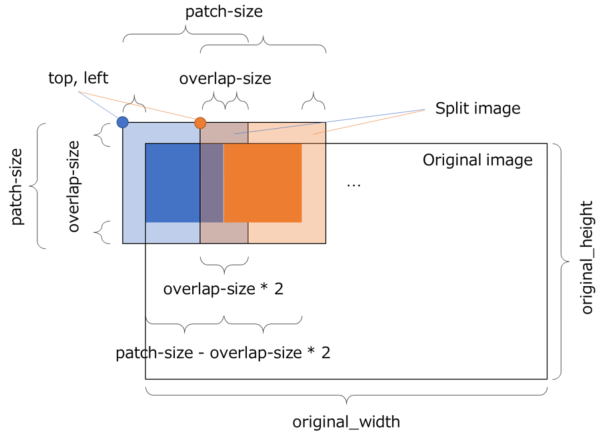 patch-size
top, left
overlap-size
Split image
Original image
patch-size
overlap-size
...
original_height
overlap-size * 2
patch-size - overlap-size * 2
original_width